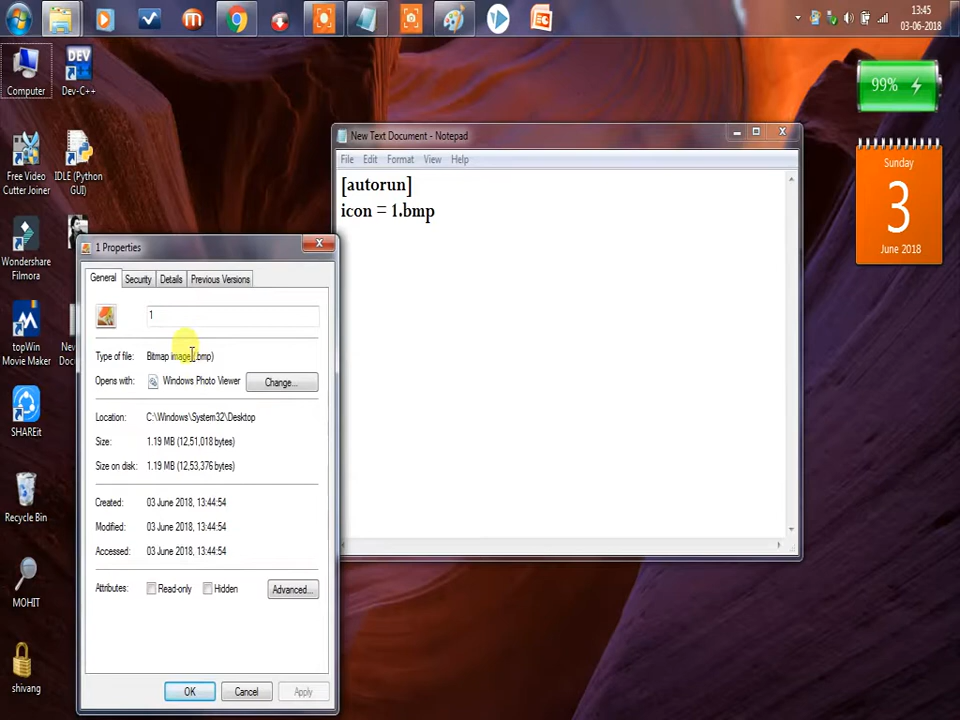 13:45
03-06-2018
Computer
Dev-C++
Free Video
Cutter Joiner
IDLE (Python
GUI)
Wondershare
Filmora
topWin
Movie Maker
SHAREit
Recycle Bin
MOHIT
shivang
99%
Sunday
3
June 2018
New Text Document - Notepad
File Edit Format View Help
[autorun]
icon = 1.bmp
1 Properties
General Security Details Previous Versions
1
Type of file: Bitmap image (.bmp)
Opens with: Windows Photo Viewer Change...
Location: C:\Windows\System32\Desktop
Size: 1.19 MB (12,51,018 bytes)
Size on disk: 1.19 MB (12,53,376 bytes)
Created: 03 June 2018, 13:44:54
Modified: 03 June 2018, 13:44:54
Accessed: 03 June 2018, 13:44:54
Attributes: Read-only Hidden Advanced...
OK Cancel Apply